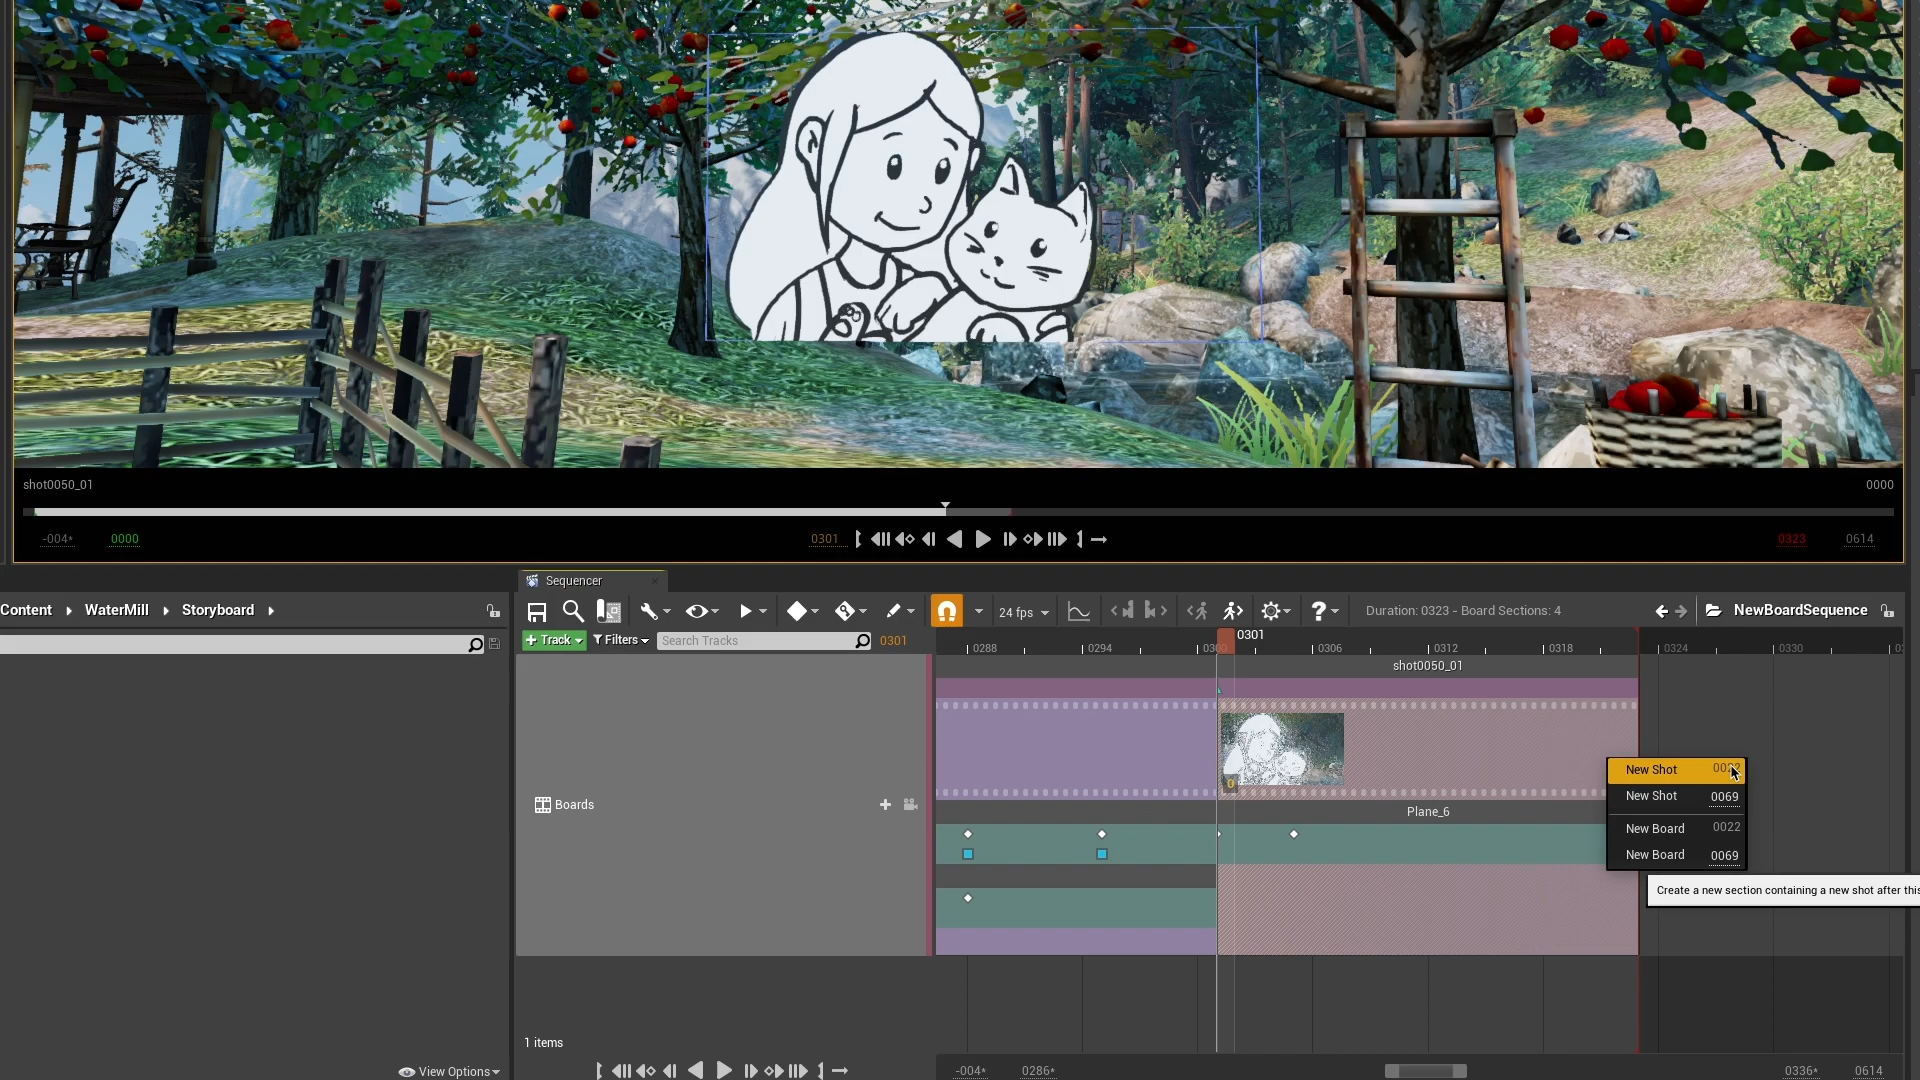 shot0050_01 0000
-004* 0000 0301 0323 0614
Sequencer
Content WaterMill Storyboard
24 fps Duration: 0323 - Board Sections: 4 NewBoardSequence
+ Track Filters Search Tracks 0301
0301
0288 0294 0300 0306 0312 0318 0324 0330
shot0050_01
0
Boards
Plane_6
New Shot 0022
New Shot 0069
New Board 0022
New Board 0069
Create a new section containing a new shot after this
1 items
View Options -004* 0286* 0336* 0614